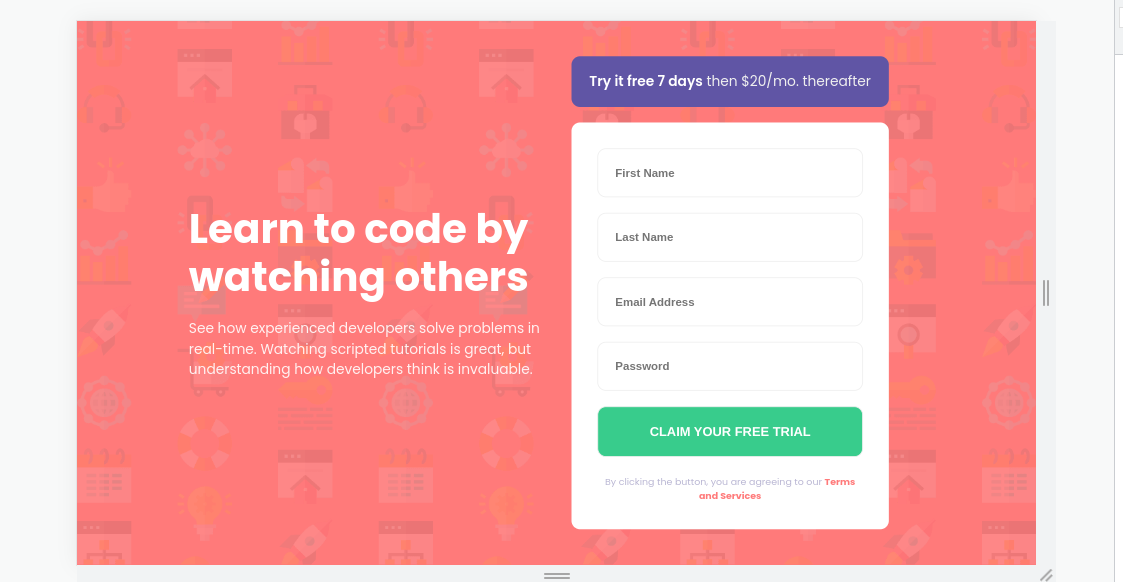 Try it free 7 days then $20/mo. thereafter
Learn to code by
watching others
See how experienced developers solve problems in
real-time. Watching scripted tutorials is great, but
understanding how developers think is invaluable.
First Name
Last Name
Email Address
Password
CLAIM YOUR FREE TRIAL
By clicking the button, you are agreeing to our Terms
and Services